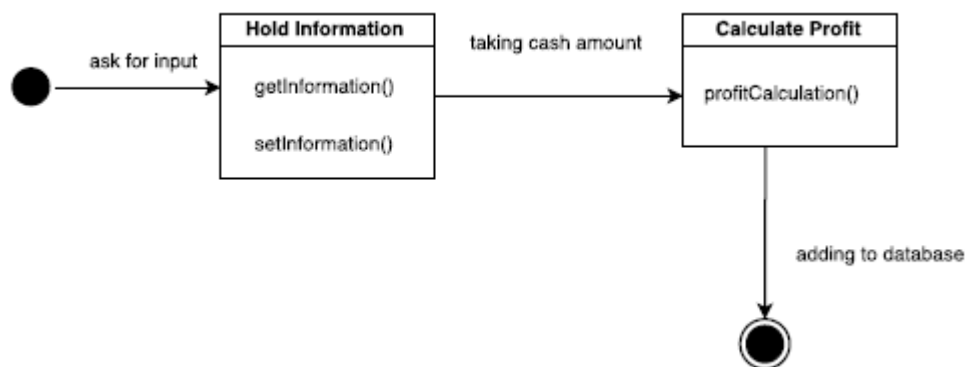 Hold Information
Calculate Profit
ask for input
taking cash amount
getInformation()
profitCalculation()
setInformation()
adding to database